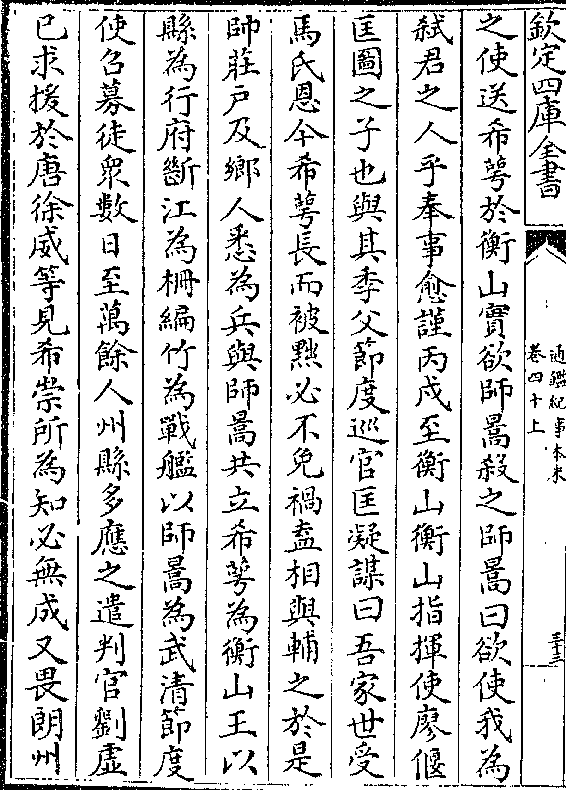 欽定四庫全書
通鑑紀事本末
卷四十上
三十三
之使送希萼於衡山實欲師暠殺之師暠曰欲使我為
弑君之人乎奉事愈謹丙戌至衡山衡山指揮使廖偃
匡圖之子也與其季父節度巡官匡凝謀曰吾家世受
馬氏恩今希萼長而被黜必不免禍盍相與輔之於是
帥莊戶及鄉人悉為兵與師暠共立希萼為衡山王以
縣為行府斷江為柵編竹為戰艦以師暠為武清節度
使召募徒衆數日至萬餘人州縣多應之遣判官劉虚
已求援於唐徐威等見希崇所為知必無成又畏朗州